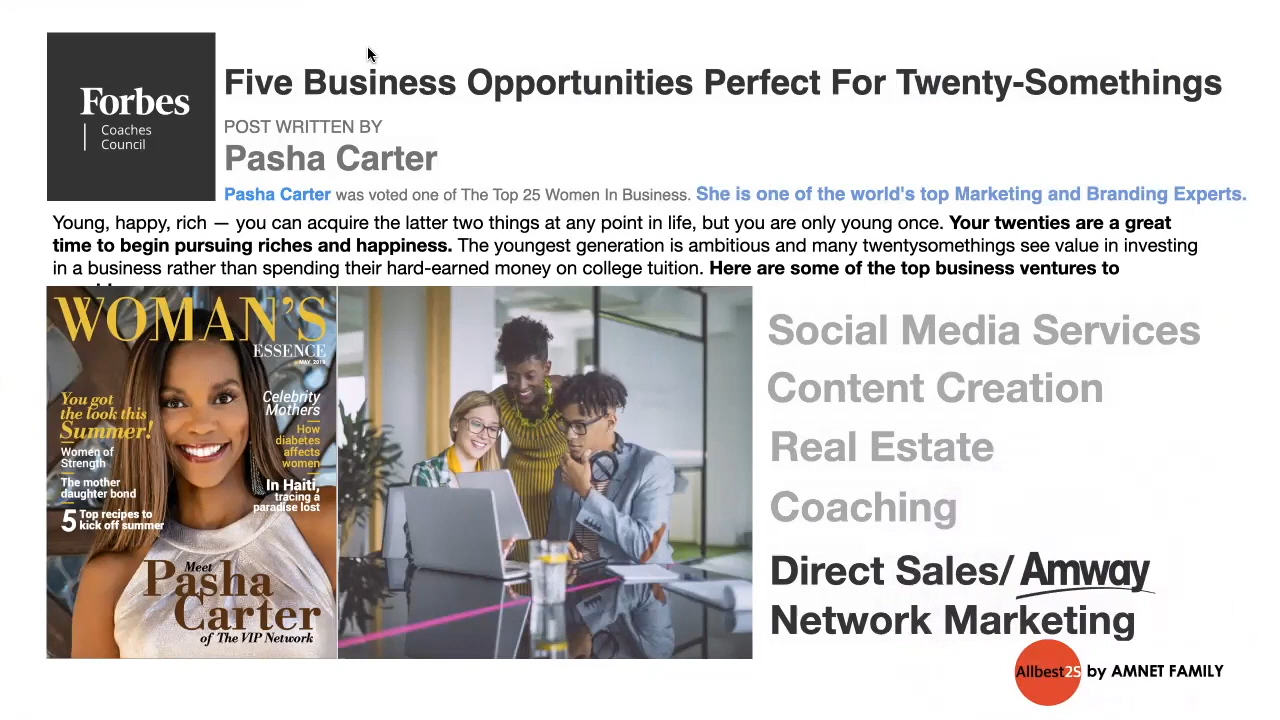 Forbes
Coaches
Council
Five Business Opportunities Perfect For Twenty-Somethings
POST WRITTEN BY
Pasha Carter
Pasha Carter was voted one of The Top 25 Women In Business. She is one of the world's top Marketing and Branding Experts.
Young, happy, rich — you can acquire the latter two things at any point in life, but you are only young once. Your twenties are a great
time to begin pursuing riches and happiness. The youngest generation is ambitious and many twentysomethings see value in investing
in a business rather than spending their hard-earned money on college tuition. Here are some of the top business ventures to
WOMAN'S
ESSENCE
MAY, 2019
You got
the look this
Summer!
Women of
Strength
The mother
daughter bond
5 Top recipes to
kick off summer
Celebrity
Mothers
How
diabetes
affects
women
In Haiti,
tracing a
paradise lost
Meet
Pasha
Carter
of The VIP Network
Social Media Services
Content Creation
Real Estate
Coaching
Direct Sales/ Amway
Network Marketing
Allbest2S by AMNET FAMILY